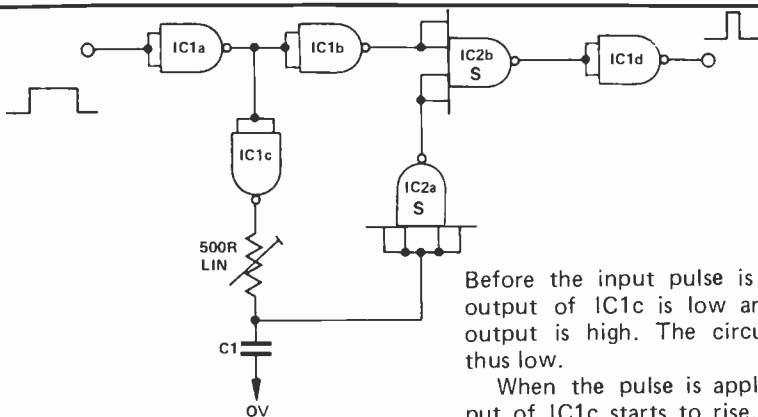 IC1a
IC1b
IC2b
S
IC1d
IC1c
IC2a
S
500R
LIN
C1
0V
Before the input pulse is
output of IC1c is low ar
output is high. The circu
thus low.
When the pulse is appl
put of IC1c starts to rise